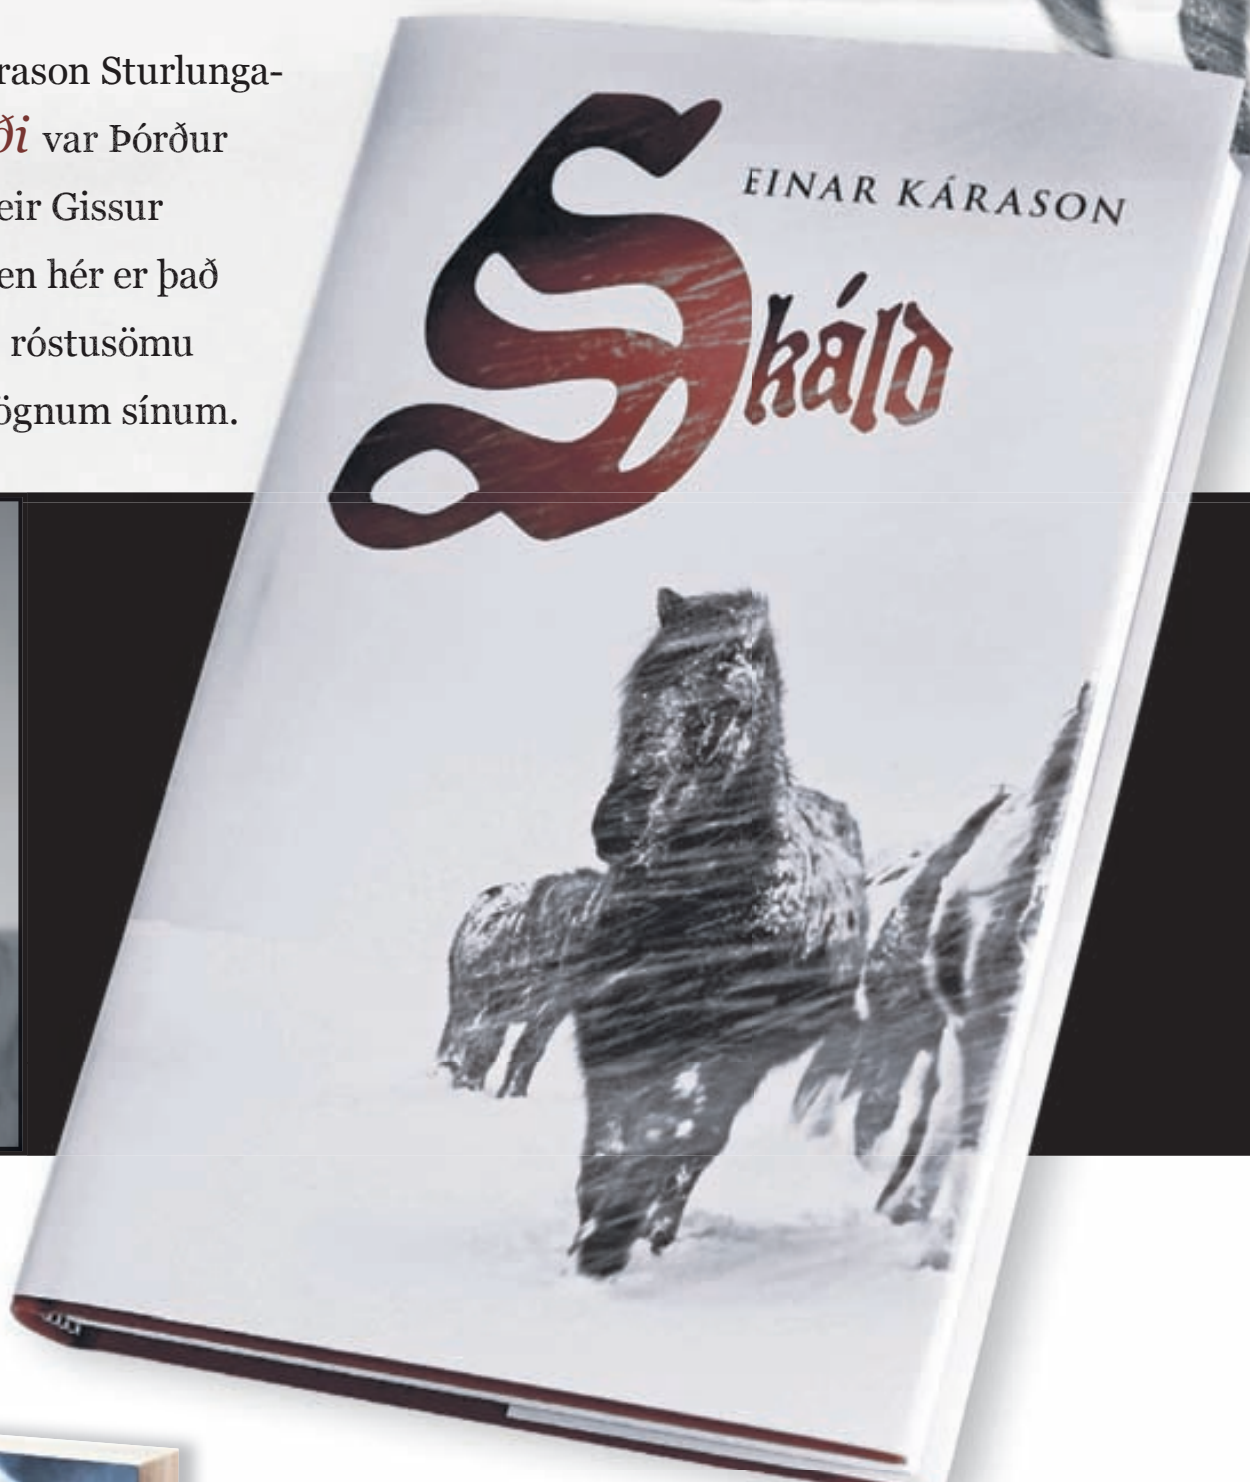 rason Sturlunga-
ði var Þórður
eir Gissur
en hér er það
róstusömu
ögnum sínum.
EINAR KÁRASON
Skáld